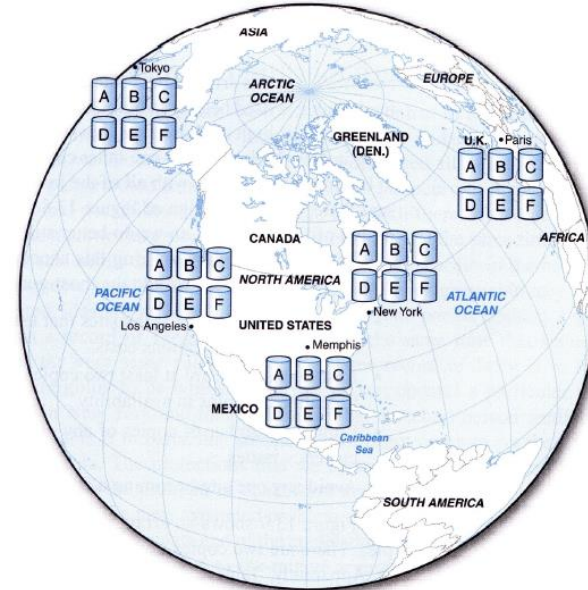 ASIA
Tokyo
A B C
D E F
ARCTIC
OCEAN
EUROPE
GREENLAND
(DEN.)
U.K.
Paris
A B C
D E F
AFRICA
CANADA
A B C
D E F
NORTH AMERICA
A B C
D E F
PACIFIC
OCEAN
ATLANTIC
OCEAN
Los Angeles
UNITED STATES
New York
Memphis
A B C
D E F
MEXICO
Caribbean
Sea
SOUTH AMERICA